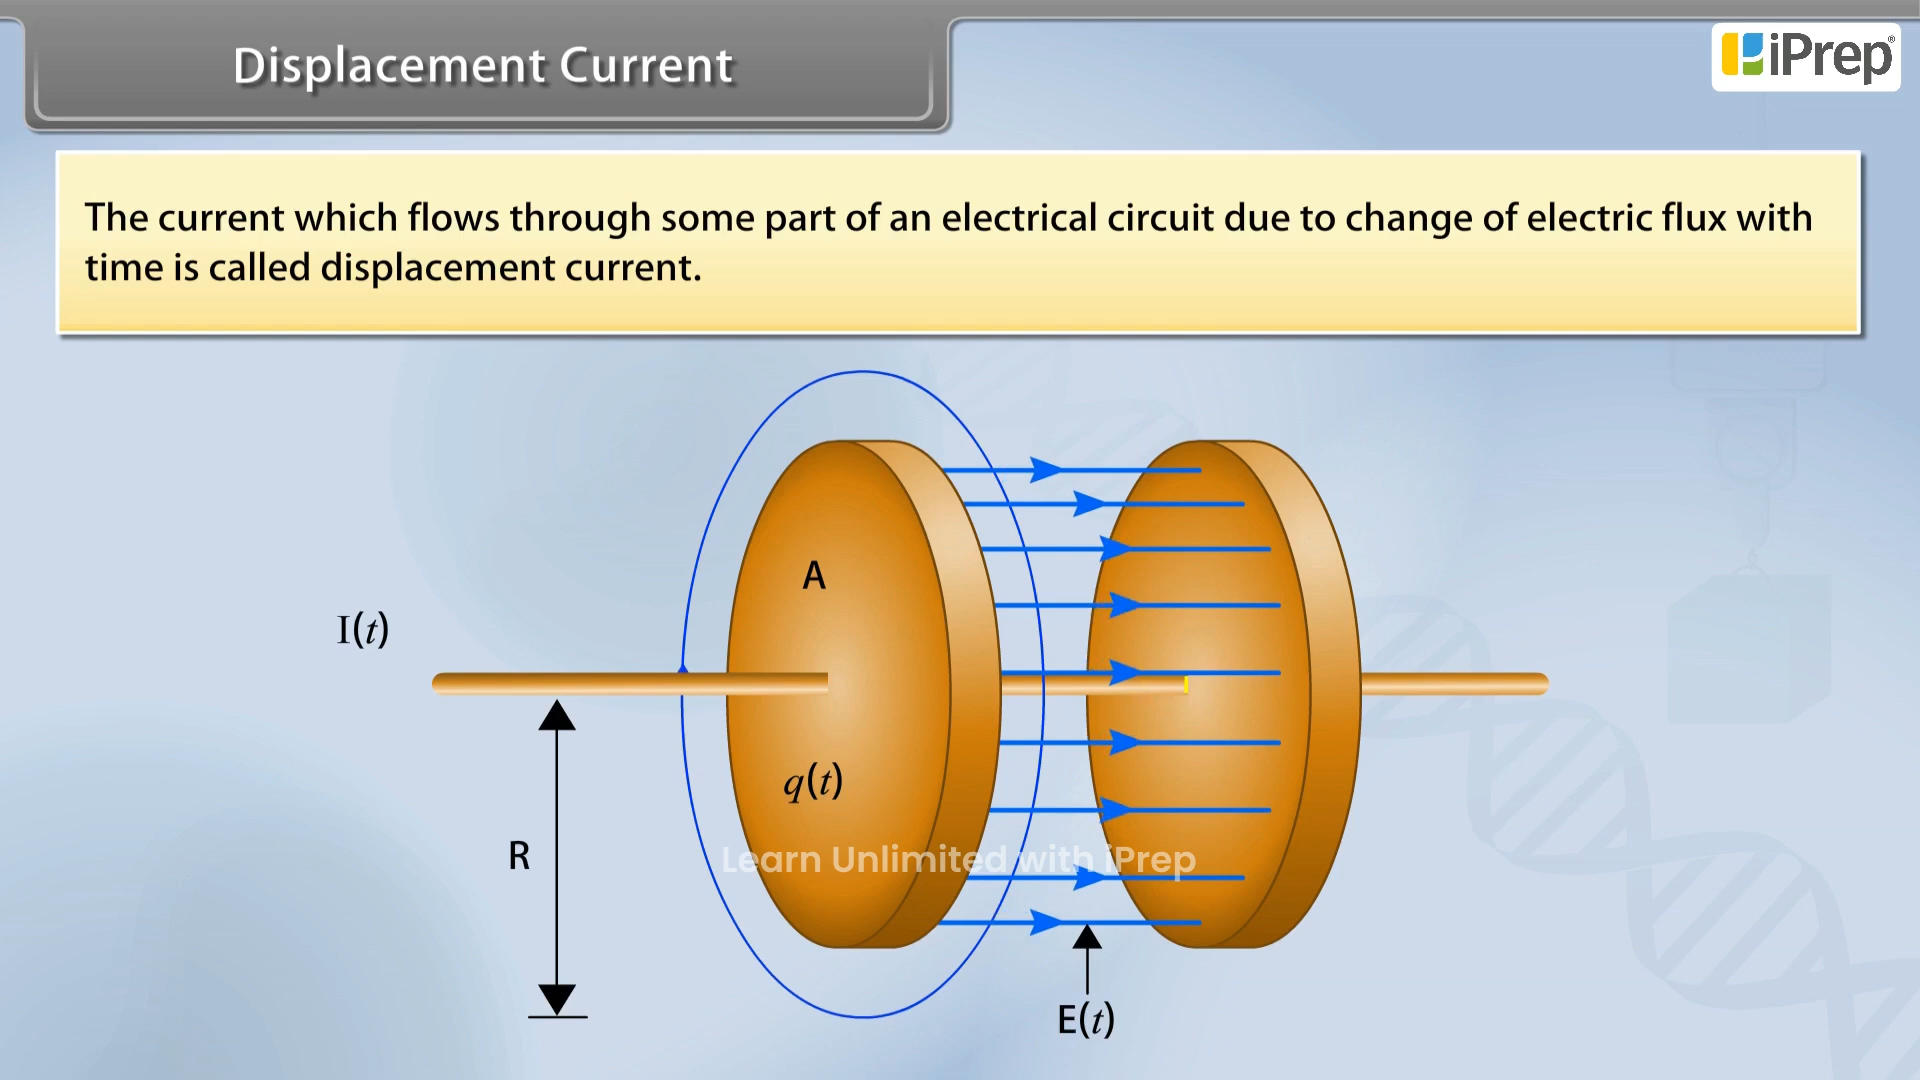 Displacement Current
iPrep®
The current which flows through some part of an electrical circuit due to change of electric flux with
time is called displacement current.
A
I(t)
q(t)
R
Learn Unlimited with iPrep
E(t)